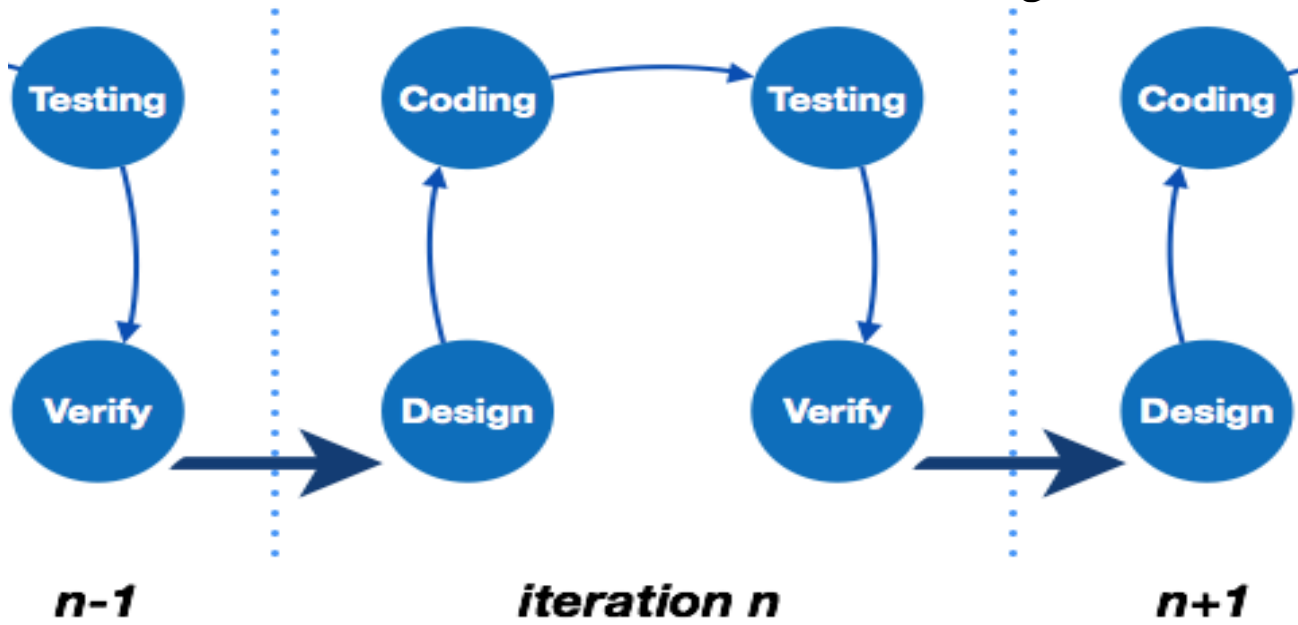 Testing
Coding
Testing
Coding
Verify
Design
Verify
Design
n-1
iteration n
n+1